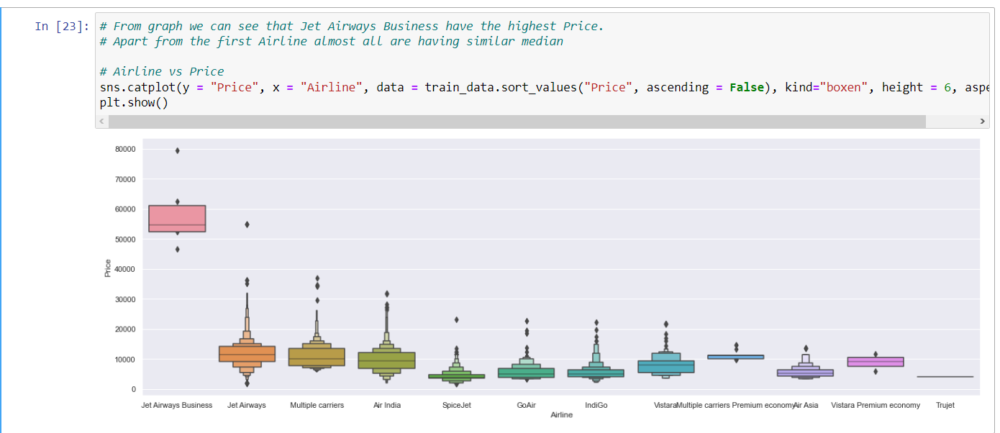 In [23]:
# From graph we can see that Jet Airways Business have the highest Price.
# Apart from the first Airline almost all are having similar median
# Airline vs Price
sns.catplot(y = "Price", x = "Airline", data = train_data.sort_values("Price", ascending = False), kind="boxen", height = 6, aspe
plt.show()
80000
70000
60000
50000
40000
30000
20000
10000
0
Price
Jet Airways Business Jet Airways Multiple carriers Air India SpiceJet GoAir IndiGo Vistara Multiple carriers Premium economy Air Asia Vistara Premium economy Trujet
Airline